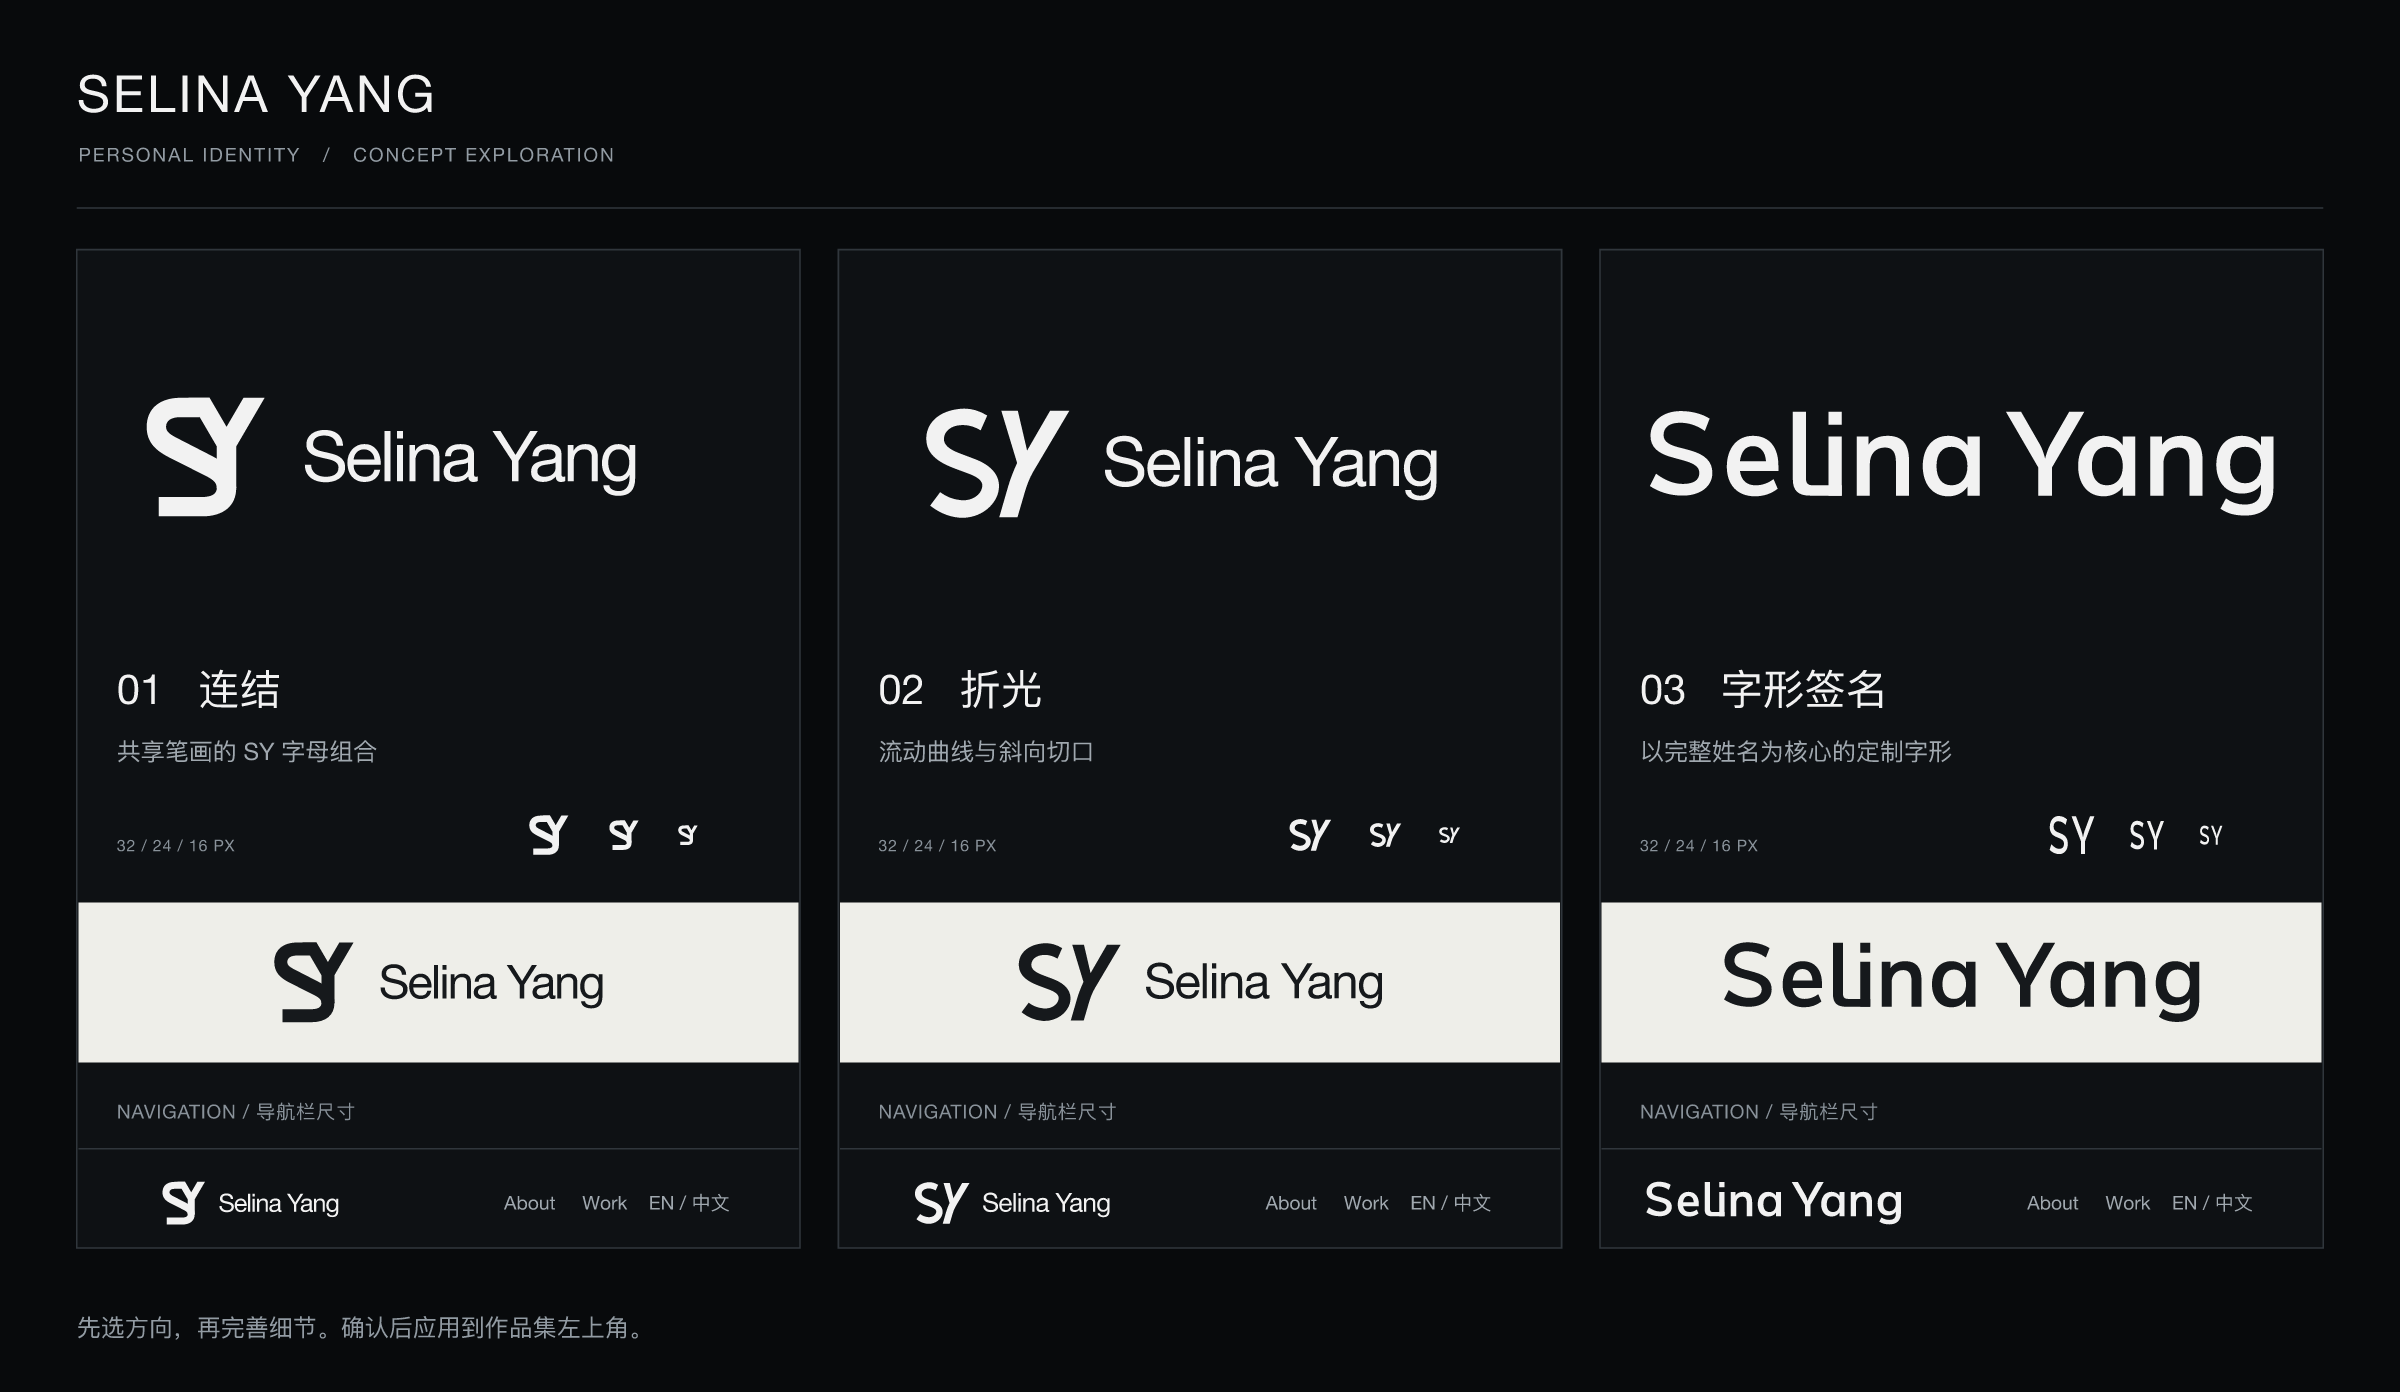 SELINA YANG
PERSONAL IDENTITY / CONCEPT EXPLORATION
SY Selina Yang
01 连结
共享笔画的 SY 字母组合
32 / 24 / 16 PX SY SY SY
SY Selina Yang
NAVIGATION / 导航栏尺寸
SY Selina Yang About Work EN / 中文
SY Selina Yang
02 折光
流动曲线与斜向切口
32 / 24 / 16 PX SY SY SY
SY Selina Yang
NAVIGATION / 导航栏尺寸
SY Selina Yang About Work EN / 中文
Selina Yang
03 字形签名
以完整姓名为核心的定制字形
32 / 24 / 16 PX SY SY SY
Selina Yang
NAVIGATION / 导航栏尺寸
Selina Yang About Work EN / 中文
先选方向，再完善细节。确认后应用到作品集左上角。